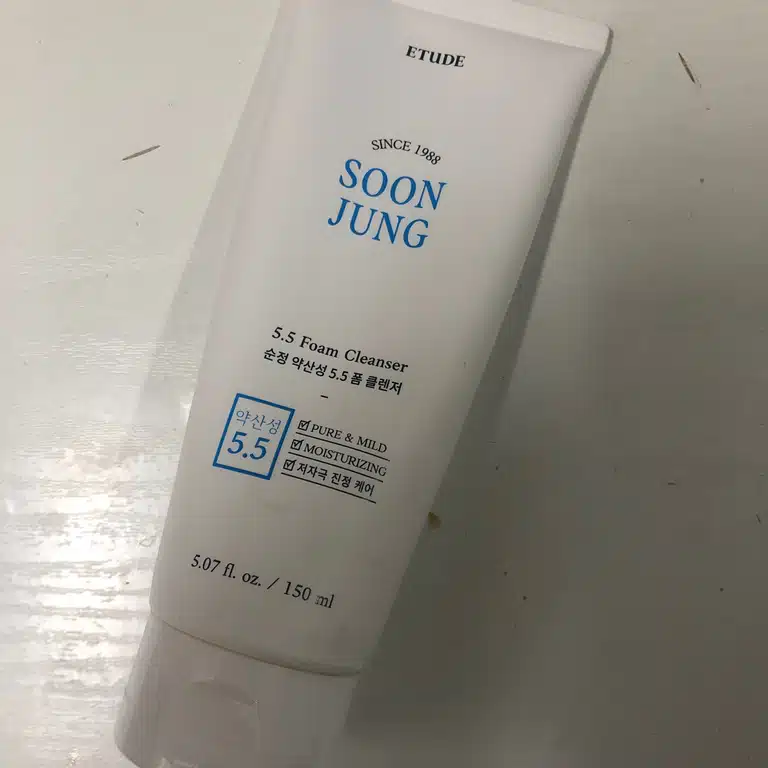 ETUDE
SINCE 1988
SOON
JUNG
5.5 Foam Cleanser
순정 약산성 5.5 폼 클렌저
약산성
5.5
PURE & MILD
MOISTURIZING
저자극 진정 케어
5.07 fl. oz. / 150 ml